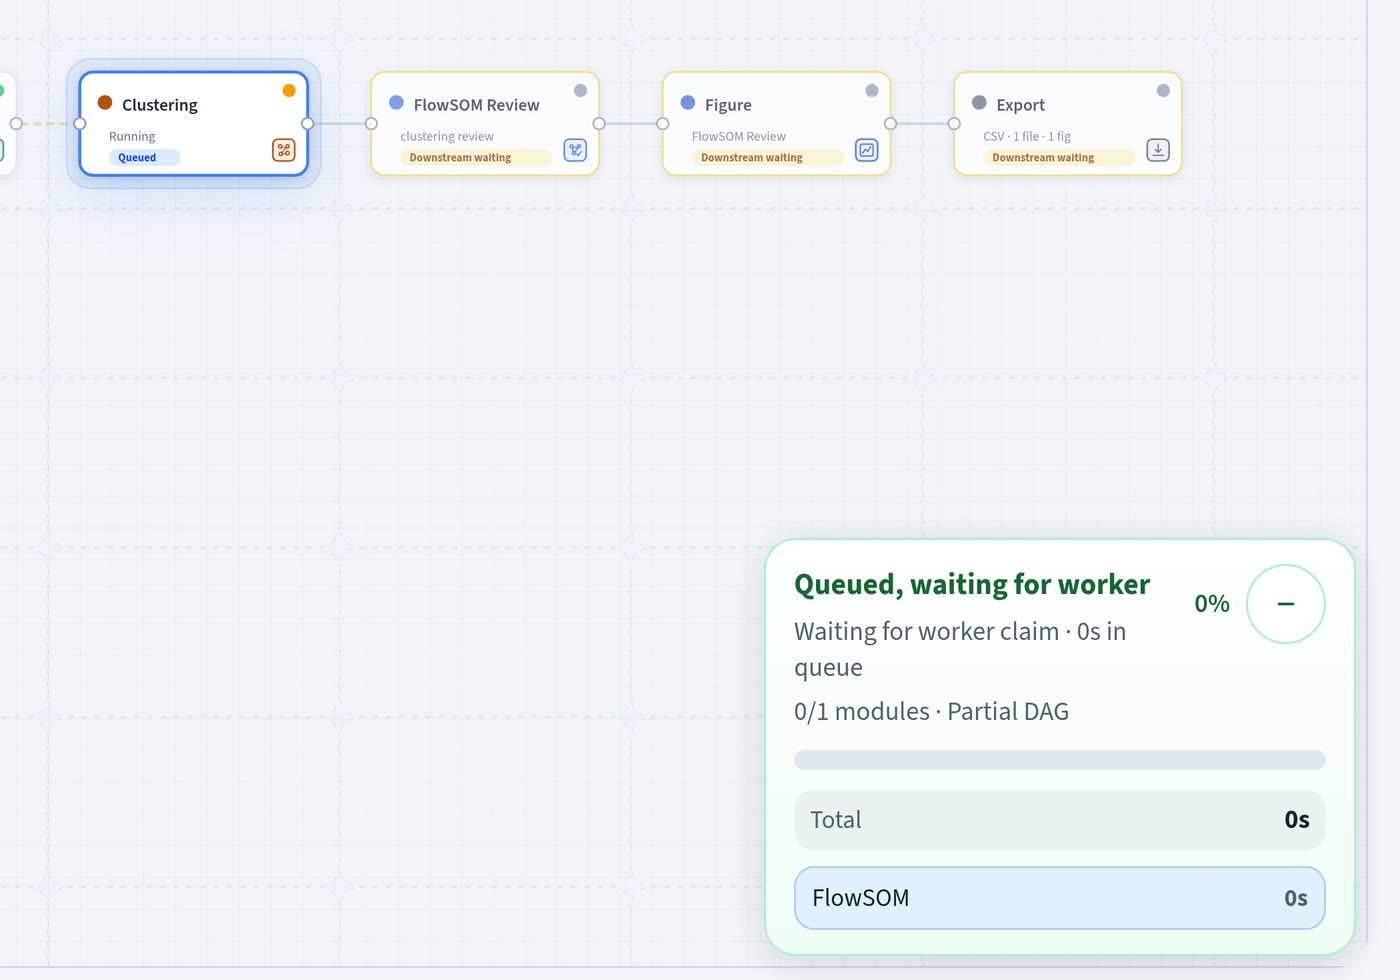 Clustering
Running
Queued
FlowSOM Review
clustering review
Downstream waiting
Figure
FlowSOM Review
Downstream waiting
Export
CSV · 1 file · 1 fig
Downstream waiting
Queued, waiting for worker
0%
Waiting for worker claim · 0s in
queue
0/1 modules · Partial DAG
Total
0s
FlowSOM
0s